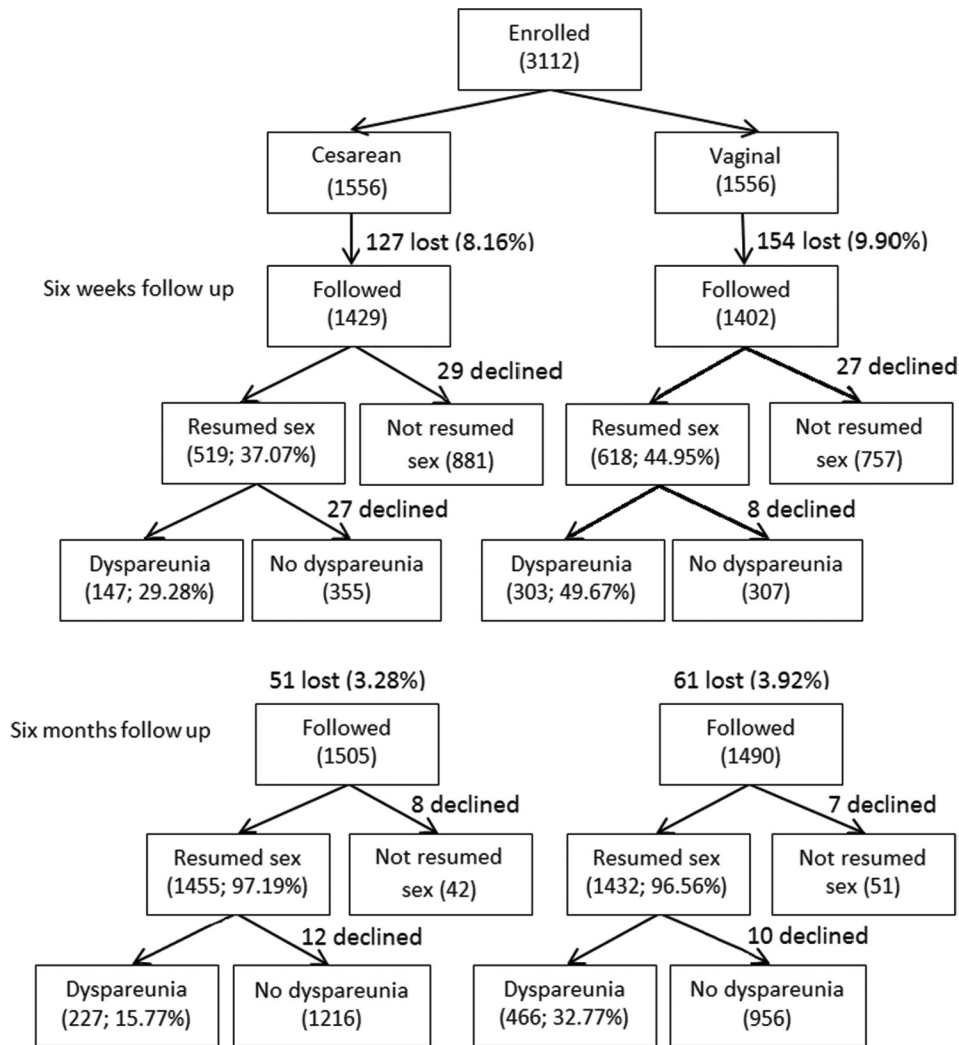 Enrolled
(3112)
Cesarean
(1556)
Vaginal
(1556)
127 lost (8.16%)
154 lost (9.90%)
Six weeks follow up
Followed
(1429)
Followed
(1402)
29 declined
27 declined
Resumed sex
(519; 37.07%)
Not resumed
sex (881)
Resumed sex
(618; 44.95%)
Not resumed
sex (757)
27 declined
8 declined
Dyspareunia
(147; 29.28%)
No dyspareunia
(355)
Dyspareunia
(303; 49.67%)
No dyspareunia
(307)
51 lost (3.28%)
61 lost (3.92%)
Six months follow up
Followed
(1505)
Followed
(1490)
8 declined
7 declined
Resumed sex
(1455; 97.19%)
Not resumed
sex (42)
Resumed sex
(1432; 96.56%)
Not resumed
sex (51)
12 declined
10 declined
Dyspareunia
(227; 15.77%)
No dyspareunia
(1216)
Dyspareunia
(466; 32.77%)
No dyspareunia
(956)